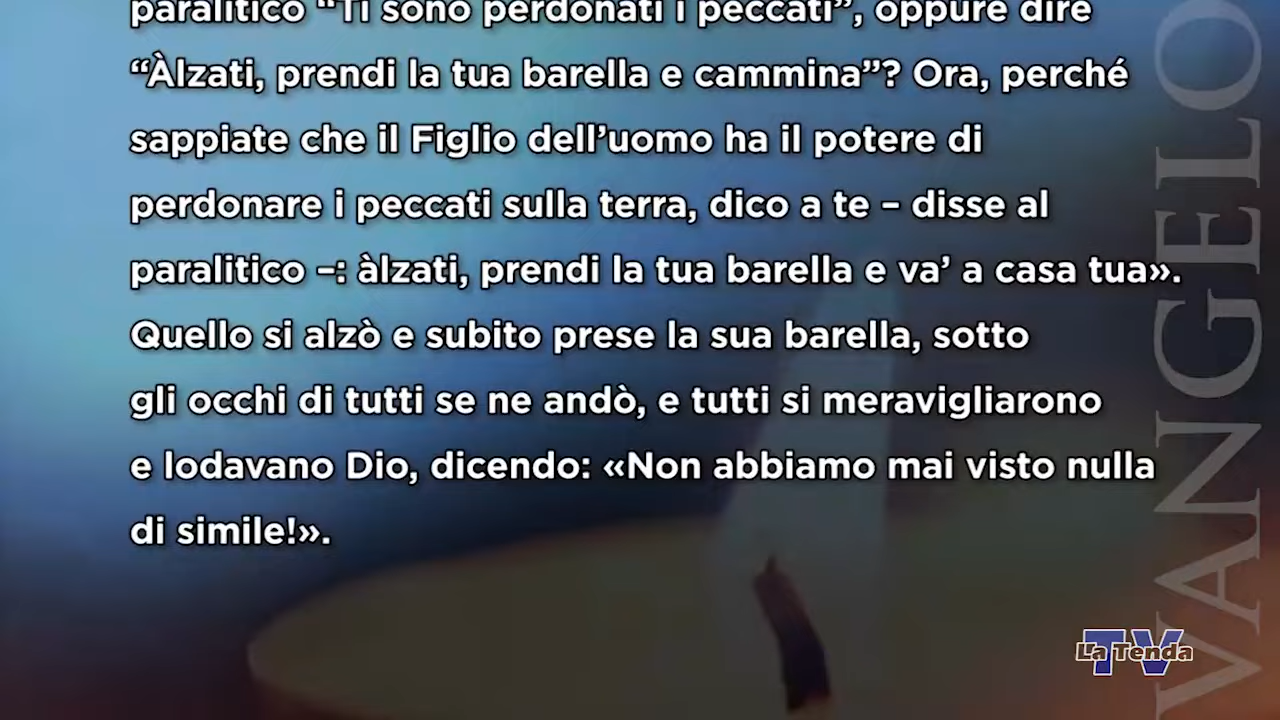 paralitico “Ti sono perdonati i peccati”, oppure dire
“Àlzati, prendi la tua barella e cammina”? Ora, perché
sappiate che il Figlio dell’uomo ha il potere di
perdonare i peccati sulla terra, dico a te – disse al
paralitico –: àlzati, prendi la tua barella e va’ a casa tua».
Quello si alzò e subito prese la sua barella, sotto
gli occhi di tutti se ne andò, e tutti si meravigliarono
e lodavano Dio, dicendo: «Non abbiamo mai visto nulla
di simile!».
VANGELO
TV
La Tenda